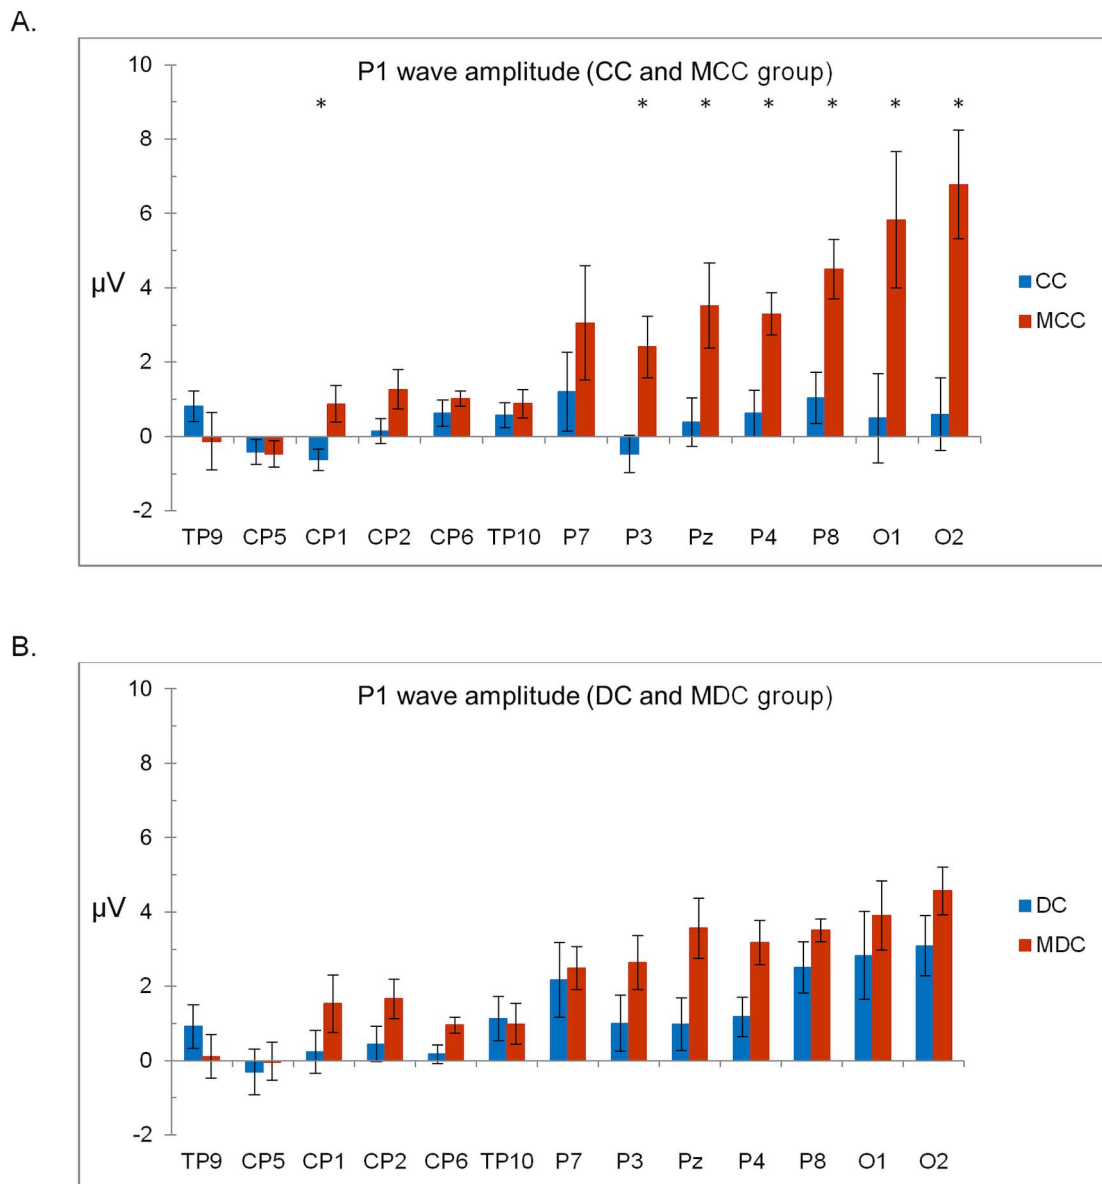 A.
P1 wave amplitude (CC and MCC group)
* * * * * * *
10
8
6
4
2
0
-2
µV
CC
MCC
TP9 CP5 CP1 CP2 CP6 TP10 P7 P3 Pz P4 P8 O1 O2
B.
P1 wave amplitude (DC and MDC group)
10
8
6
4
2
0
-2
µV
DC
MDC
TP9 CP5 CP1 CP2 CP6 TP10 P7 P3 Pz P4 P8 O1 O2